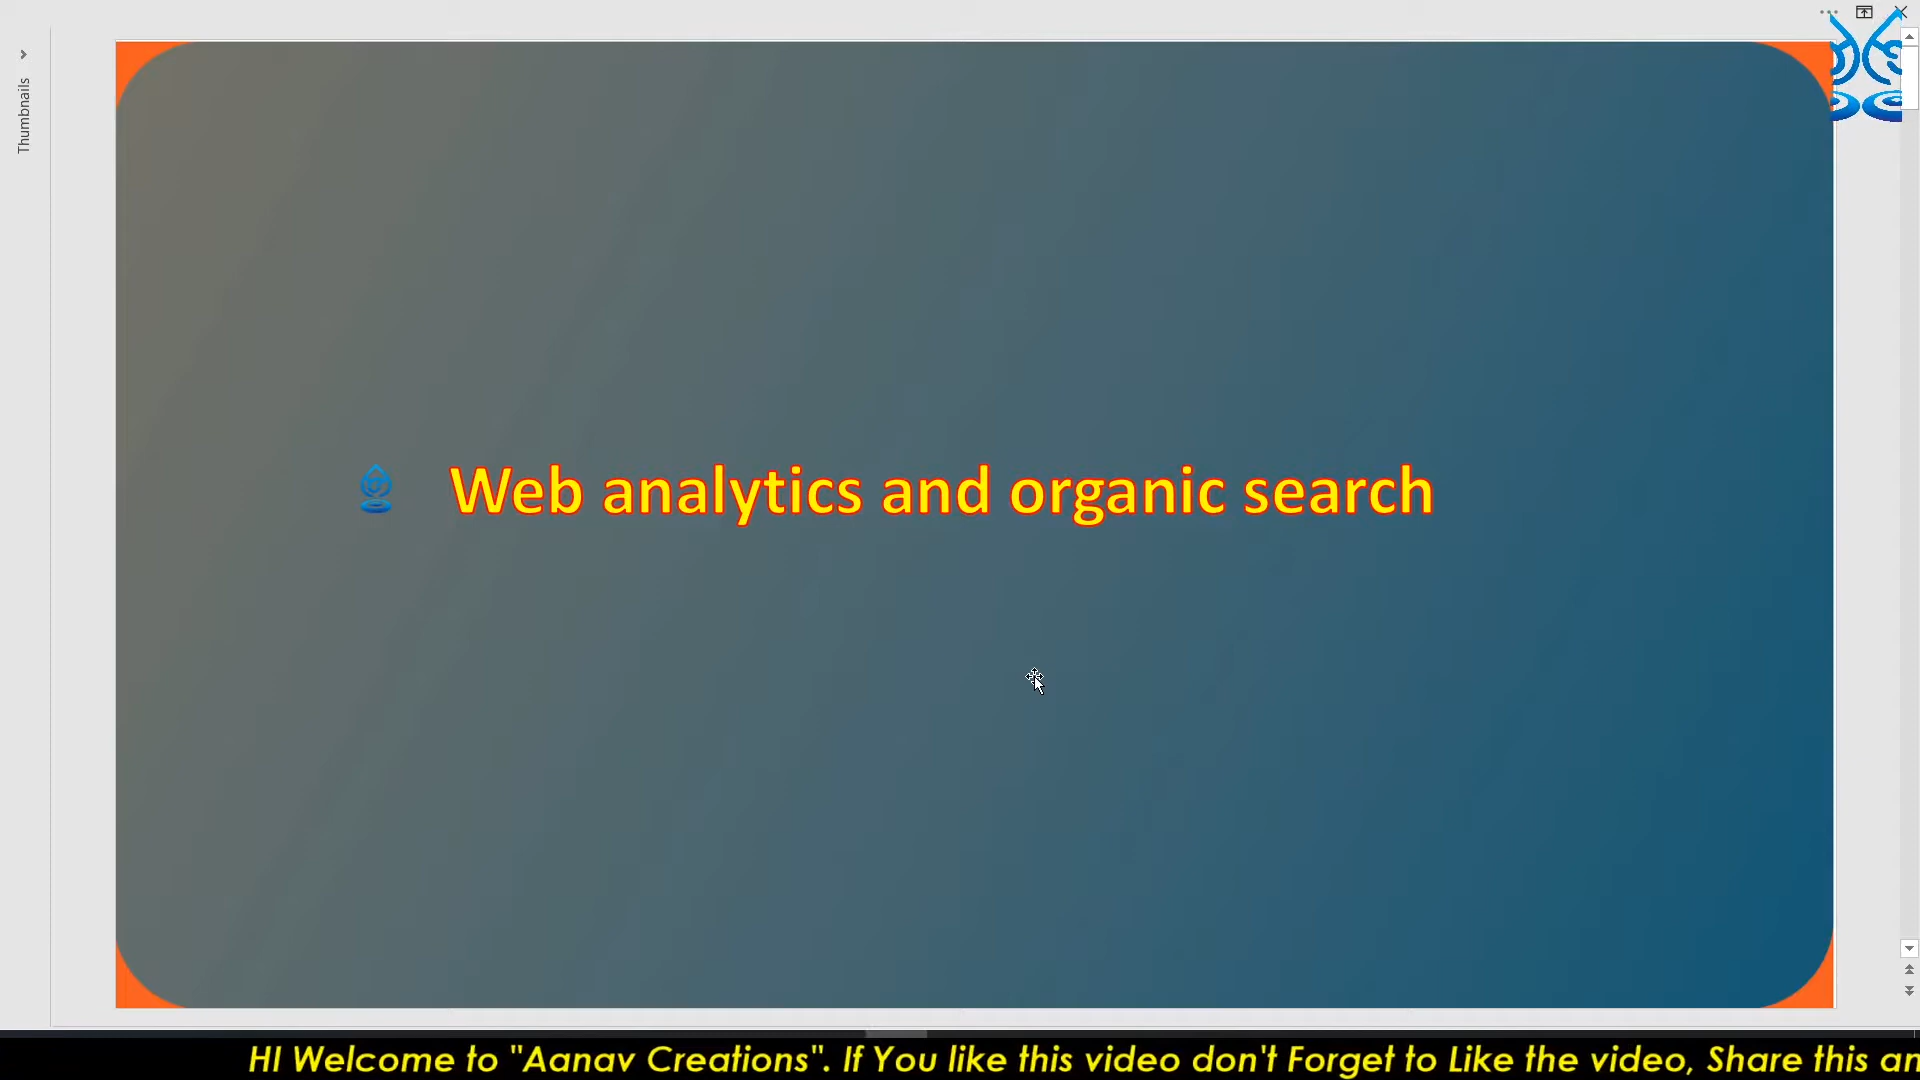 Thumbnails
Web analytics and organic search
HI Welcome to "Aanav Creations". If You like this video don't Forget to Like the video, Share this an